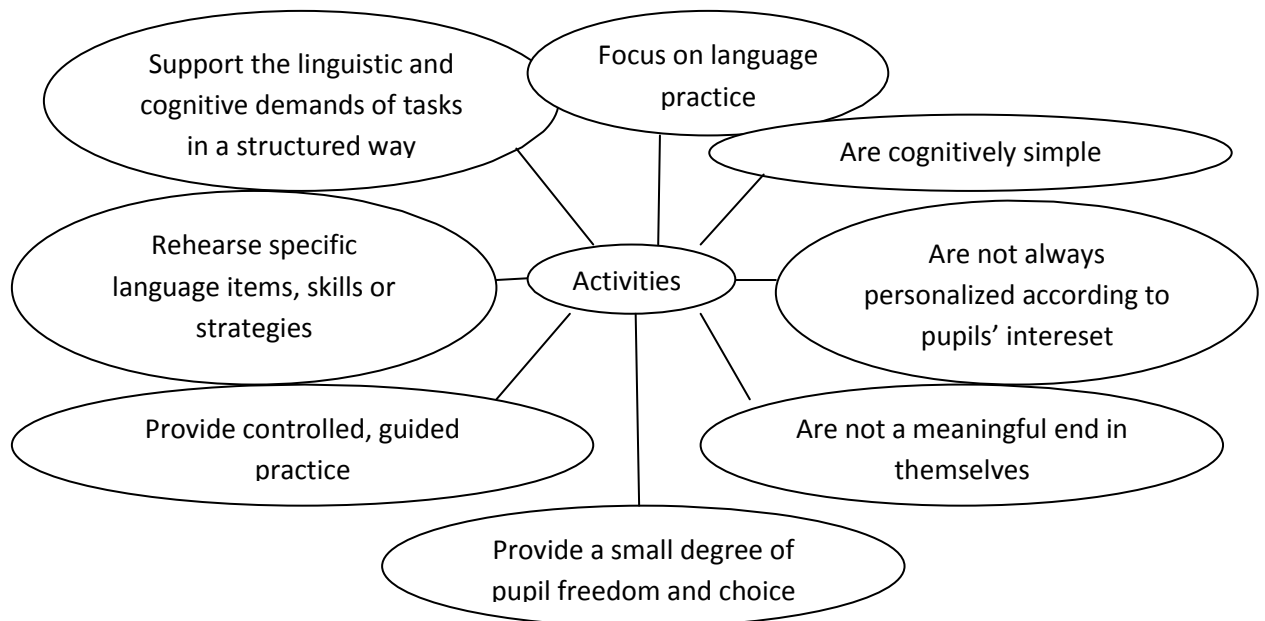 Support the linguistic and
cognitive demands of tasks
in a structured way
Focus on language
practice
Are cognitively simple
Rehearse specific
language items, skills or
strategies
Activities
Are not always
personalized according to
pupils’ intereset
Provide controlled, guided
practice
Are not a meaningful end in
themselves
Provide a small degree of
pupil freedom and choice